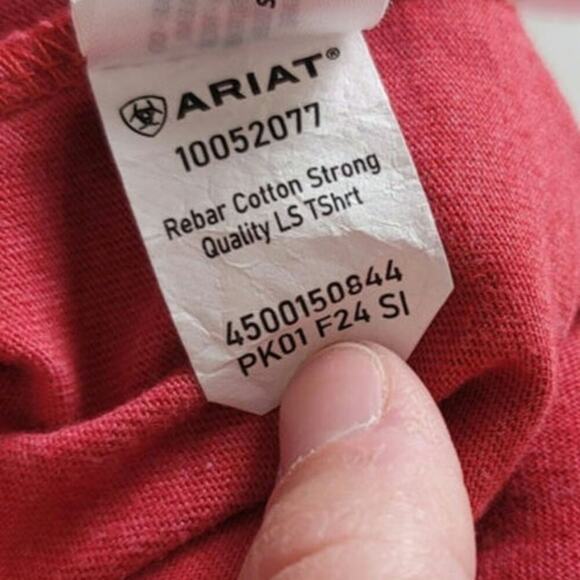 ARIAT®
10052077
Rebar Cotton Strong
Quality LS TShrt
4500150844
PK01 F24 SI